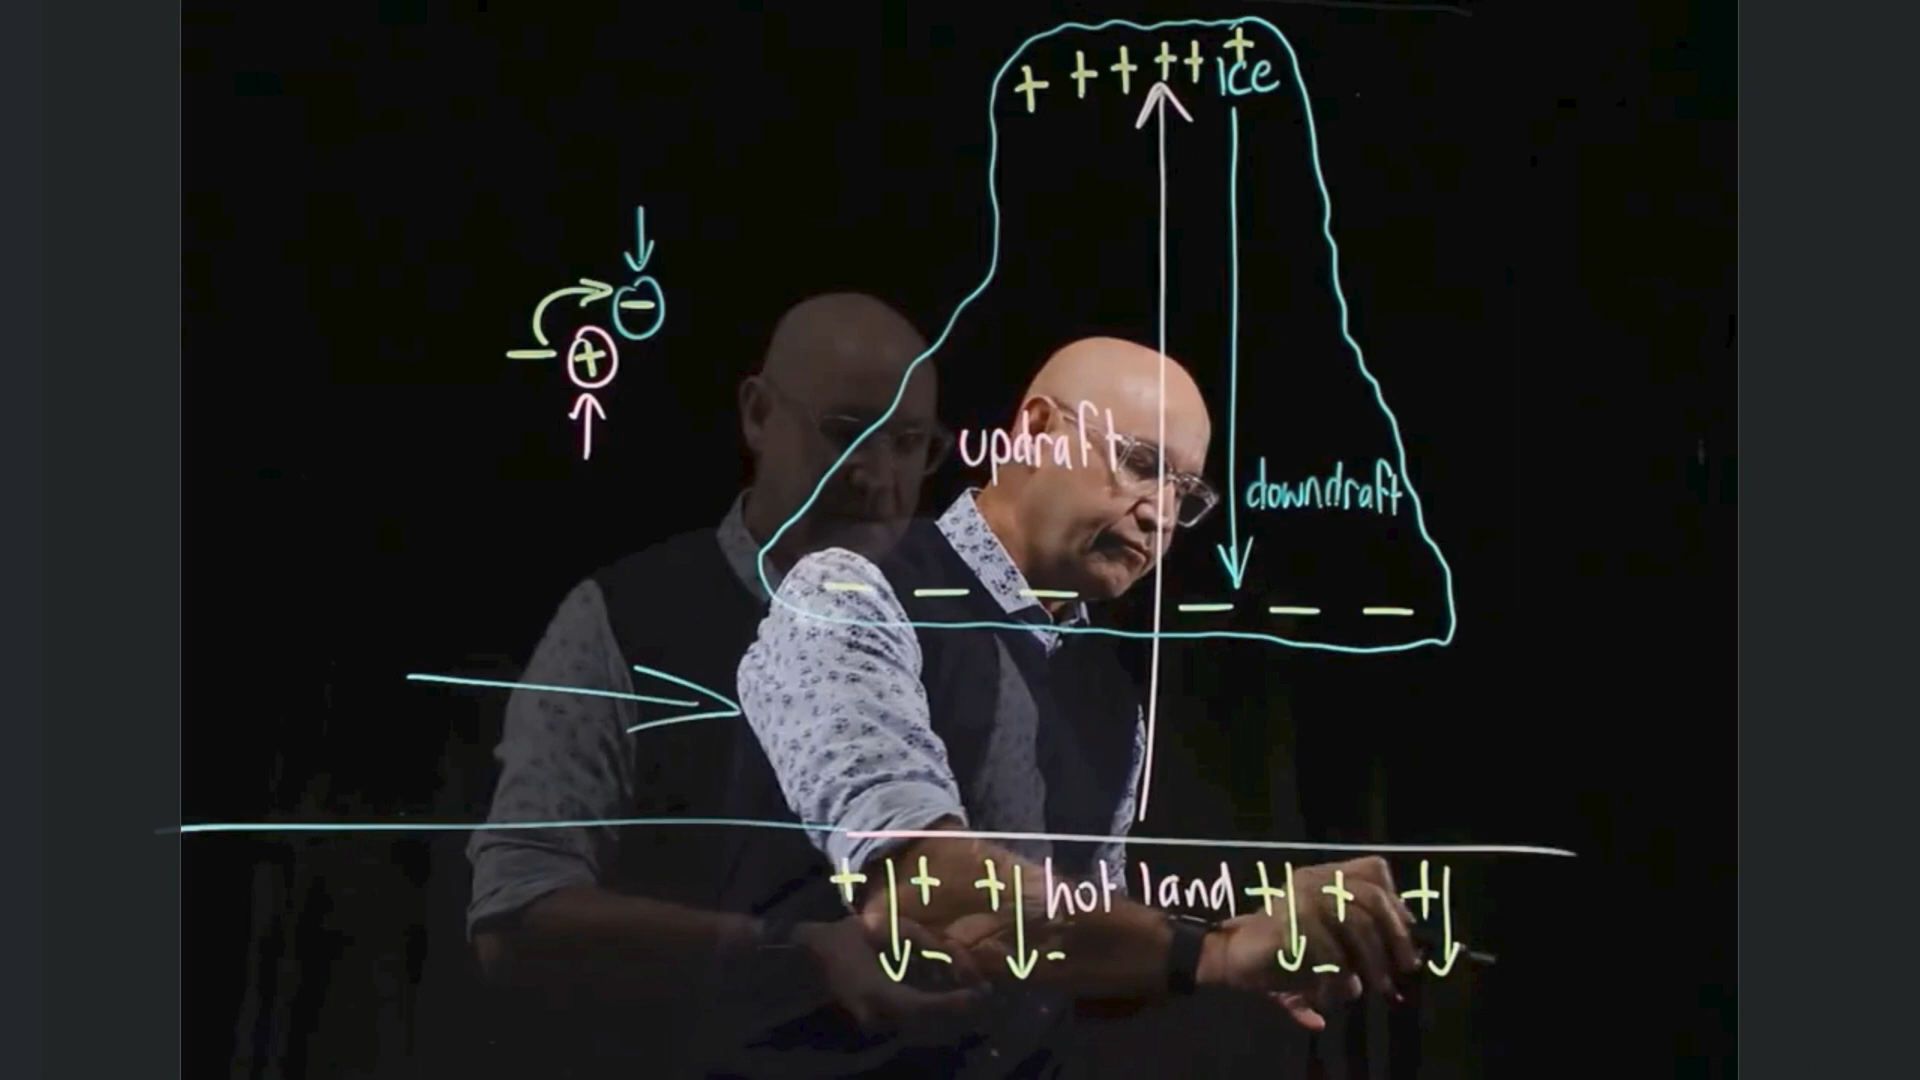 + + + + + +
ice
−
− +
updraft
downdraft
− − − − − −
+ + + hot land + + +
− − −